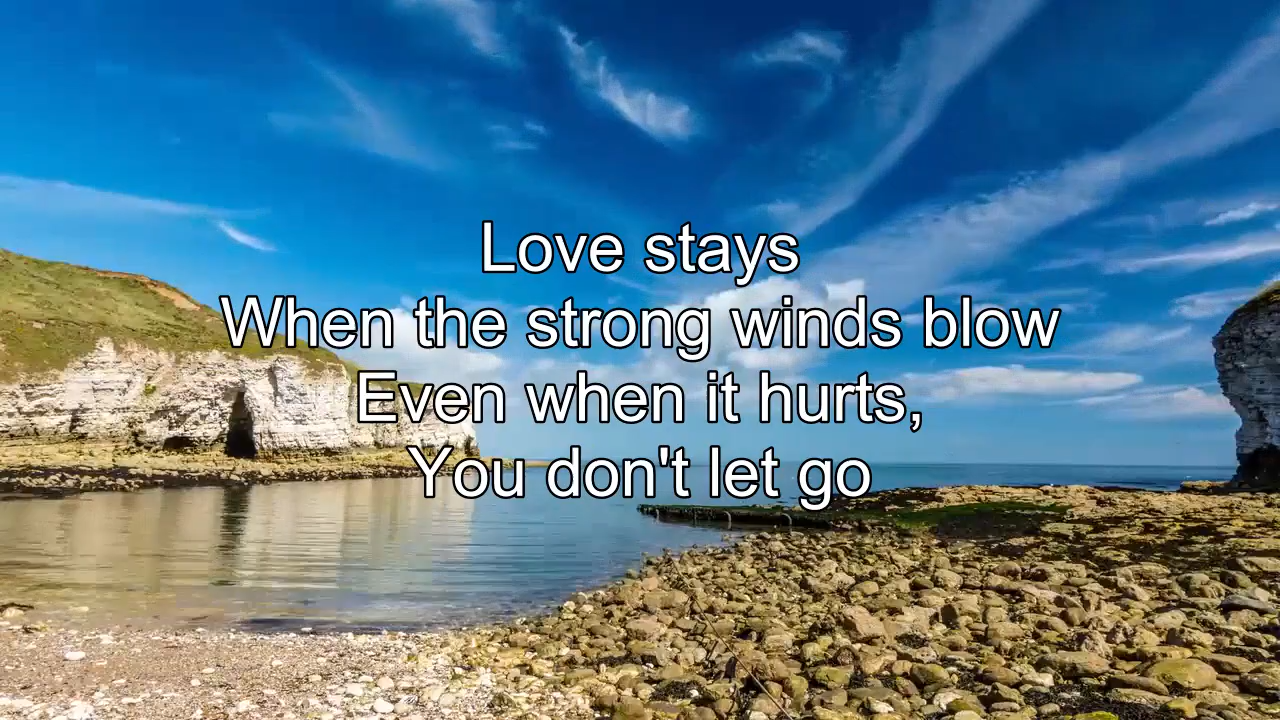 Love stays
When the strong winds blow
Even when it hurts,
You don't let go